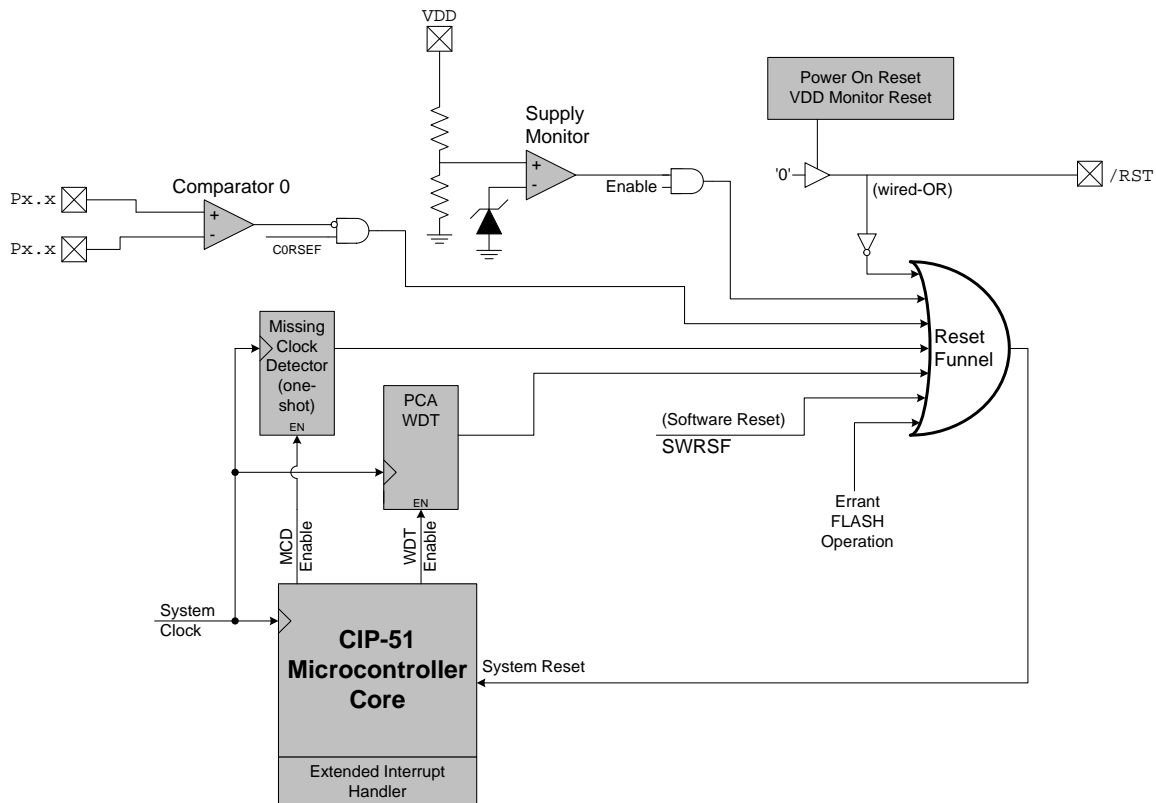 VDD
Power On Reset
VDD Monitor Reset
Supply
Monitor
+
-
Enable
'0'
/RST
(wired-OR)
Comparator 0
Px.x
Px.x
+
-
C0RSEF
Missing
Clock
Detector
(one-
shot)
EN
PCA
WDT
EN
Reset
Funnel
(Software Reset)
SWRSF
Errant
FLASH
Operation
MCD
Enable
WDT
Enable
System
Clock
CIP-51
Microcontroller
Core
System Reset
Extended Interrupt
Handler